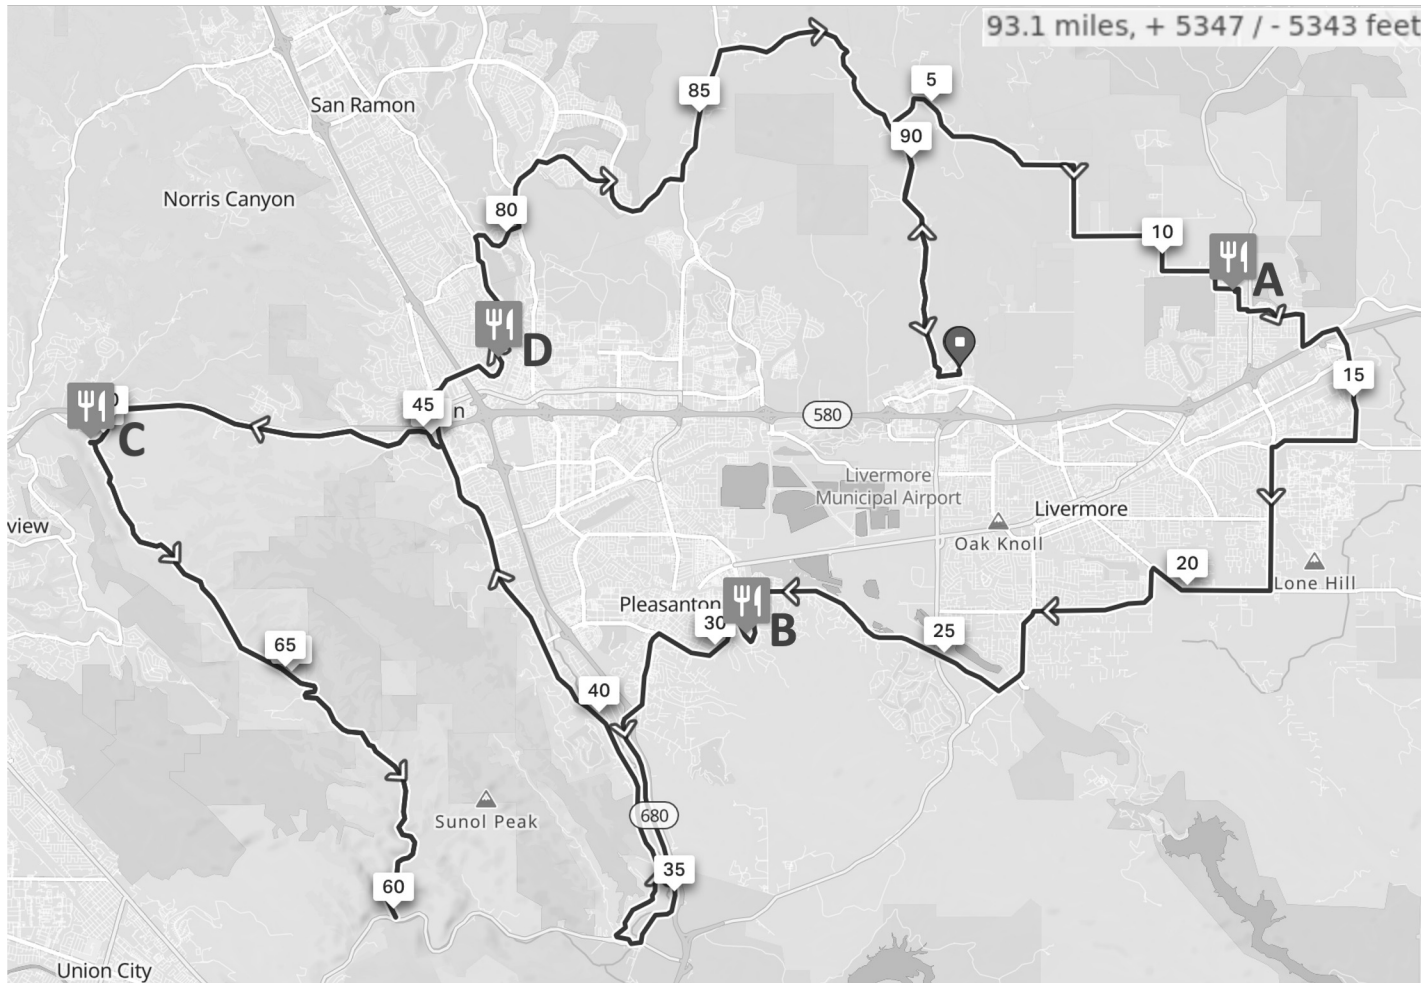 93.1 miles, + 5347 / - 5343 feet
San Ramon
85
5
90
Norris Canyon
80
10
A
D
15
45
n
580
C
Livermore
Municipal Airport
view
Livermore
Oak Knoll
20
Lone Hill
Pleasanton
30
B
25
65
40
680
Sunol Peak
35
60
Union City